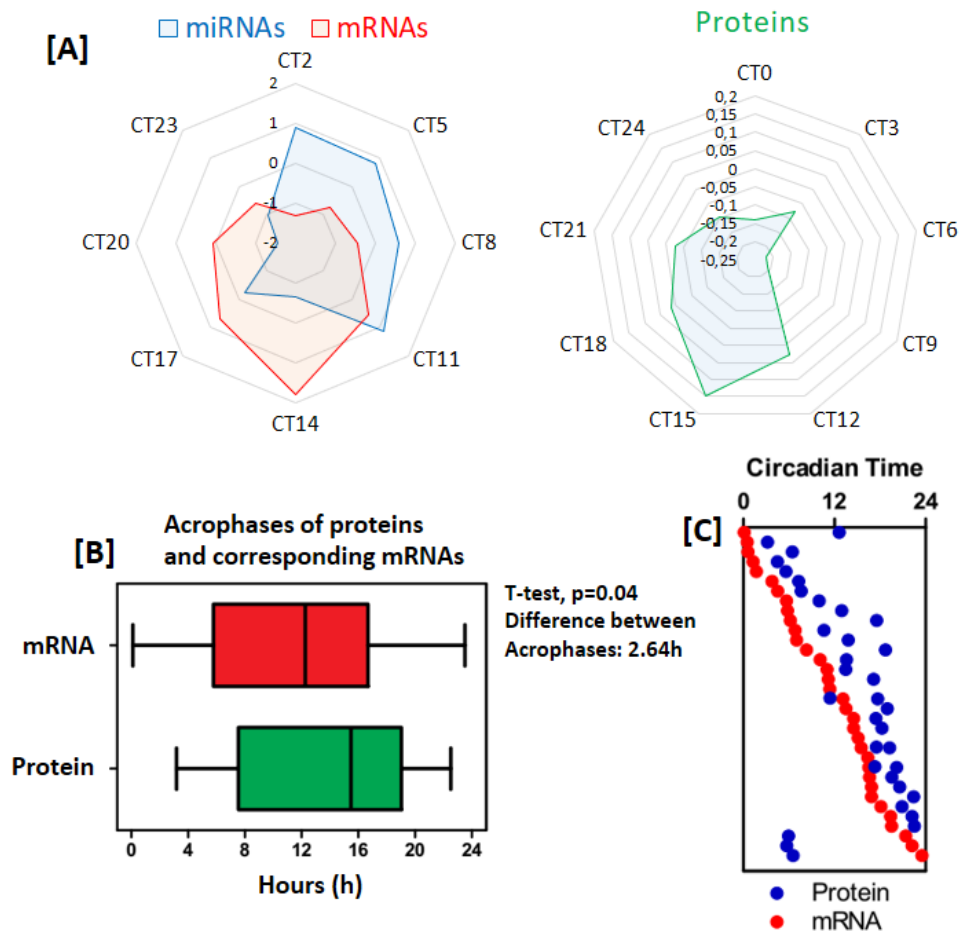 [A]
miRNAs mRNAs
CT2
CT5
CT8
CT11
CT14
CT17
CT20
CT23
2
1
0
-1
-2
Proteins
CT0
CT3
CT6
CT9
CT12
CT15
CT18
CT21
CT24
0,2
0,15
0,1
0,05
0
-0,05
-0,1
-0,15
-0,2
-0,25
[B]
Acrophases of proteins
and corresponding mRNAs
mRNA
Protein
0 4 8 12 16 20 24
Hours (h)
T-test, p=0.04
Difference between
Acrophases: 2.64h
[C]
Circadian Time
0 12 24
Protein
mRNA